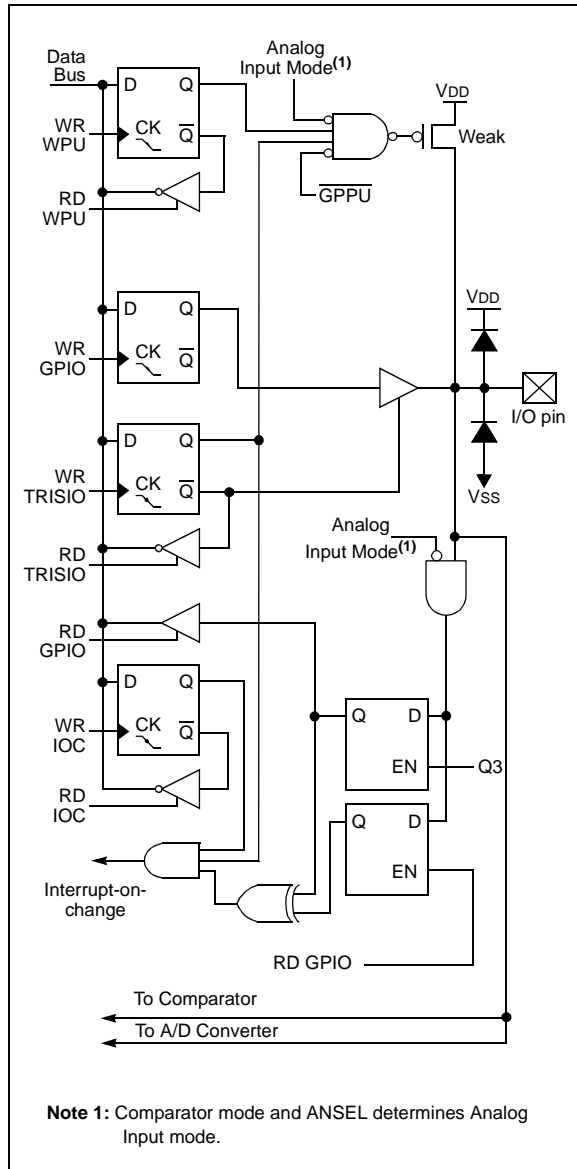 Data
Bus
D Q
WR
WPU
CK
Q
RD
WPU
Analog
Input Mode(1)
GPPU
VDD
Weak
D Q
WR
GPIO
CK
Q
VDD
I/O pin
VSS
D Q
WR
TRISIO
CK
Q
RD
TRISIO
Analog
Input Mode(1)
RD
GPIO
D Q
WR
IOC
CK
Q
RD
IOC
Q D
EN
Q3
Q D
EN
Interrupt-on-
change
RD GPIO
To Comparator
To A/D Converter
Note 1: Comparator mode and ANSEL determines Analog
Input mode.